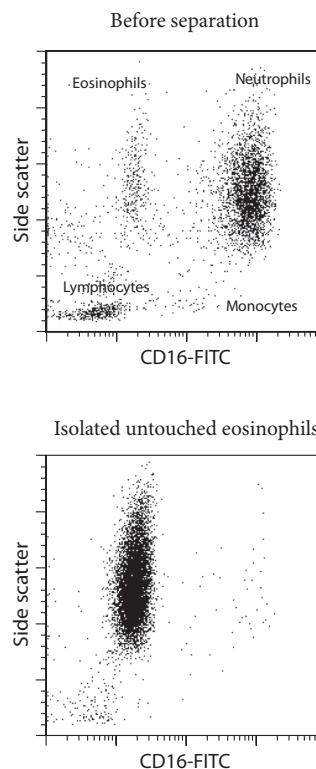 Before separation
Eosinophils
Neutrophils
Side scatter
Lymphocytes
Monocytes
CD16-FITC
Isolated untouched eosinophils
Side scatter
CD16-FITC